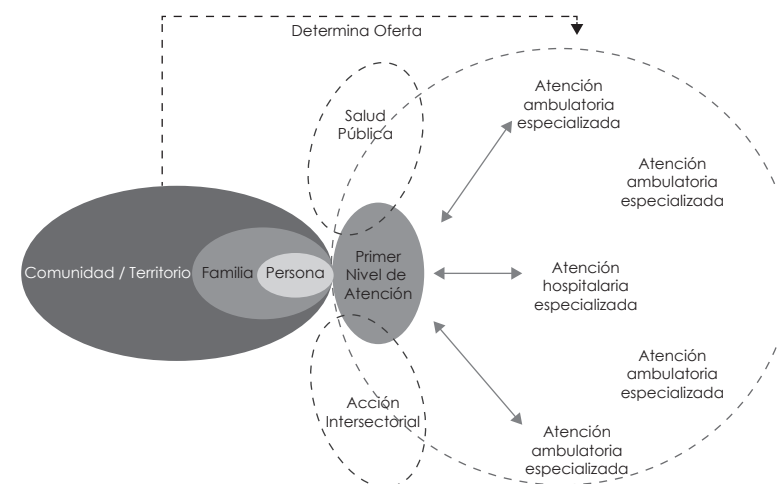 Determina Oferta
Salud
Pública
Atención
ambulatoria
especializada
Atención
ambulatoria
especializada
Comunidad / Territorio
Familia
Persona
Primer
Nivel de
Atención
Atención
hospitalaria
especializada
Atención
ambulatoria
especializada
Acción
Intersectorial
Atención
ambulatoria
especializada